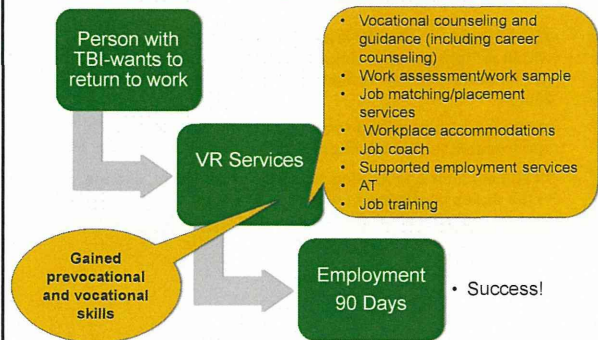 Person with
TBI-wants to
return to work
• Vocational counseling and
guidance (including career
counseling)
• Work assessment/work sample
• Job matching/placement
services
• Workplace accommodations
• Job coach
• Supported employment services
• AT
• Job training
VR Services
Gained
prevocational
and vocational
skills
Employment
90 Days
• Success!